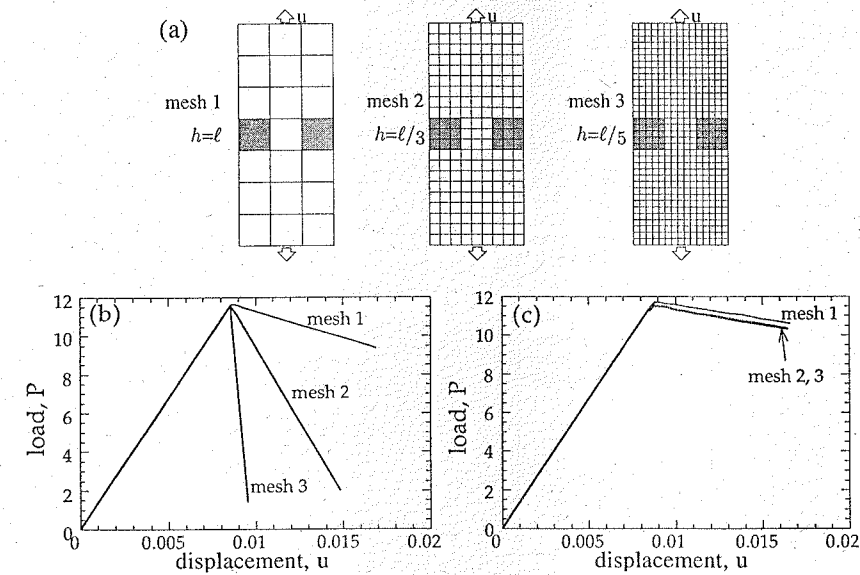 (a)
u
u
u
mesh 1
h=ℓ
mesh 2
h=ℓ/3
mesh 3
h=ℓ/5
(b)
12
10
8
6
4
2
0
load, P
mesh 1
mesh 2
mesh 3
0
0.005
0.01
0.015
0.02
displacement, u
(c)
12
10
8
6
4
2
0
load, P
mesh 1
mesh 2, 3
0
0.005
0.01
0.015
0.02
displacement, u